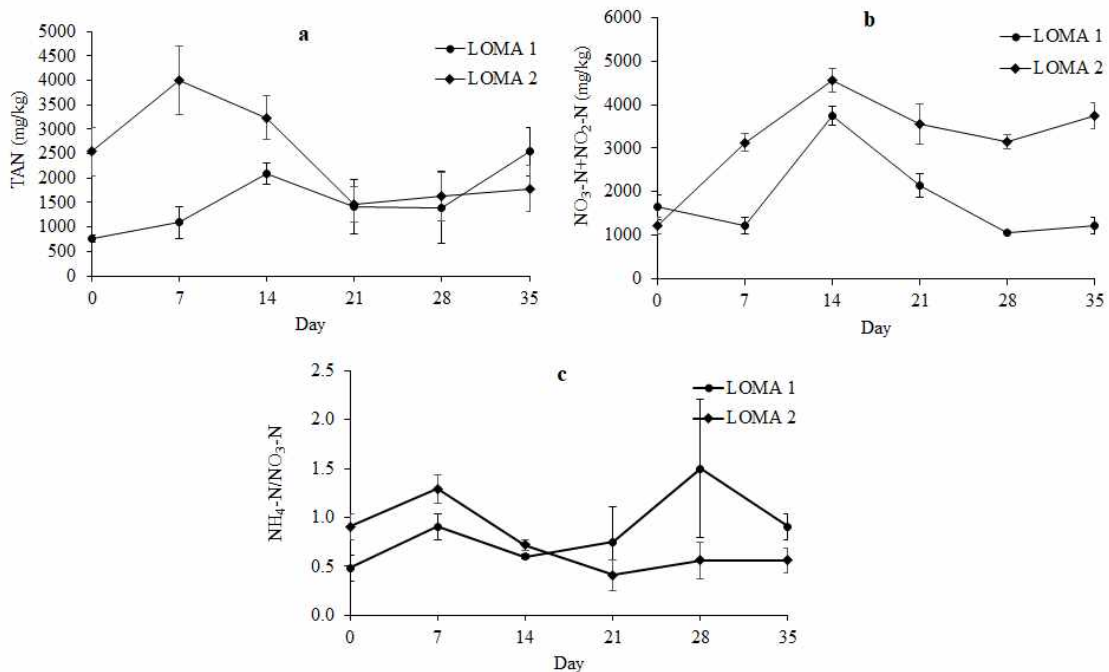 a
TAN (mg/kg)
5000
4500
4000
3500
3000
2500
2000
1500
1000
500
0
0 7 14 21 28 35
Day
LOMA 1
LOMA 2
b
NO₃-N+NO₂-N (mg/kg)
6000
5000
4000
3000
2000
1000
0
0 7 14 21 28 35
Day
LOMA 1
LOMA 2
c
NH₄-N/NO₃-N
2.5
2.0
1.5
1.0
0.5
0.0
0 7 14 21 28 35
Day
LOMA 1
LOMA 2